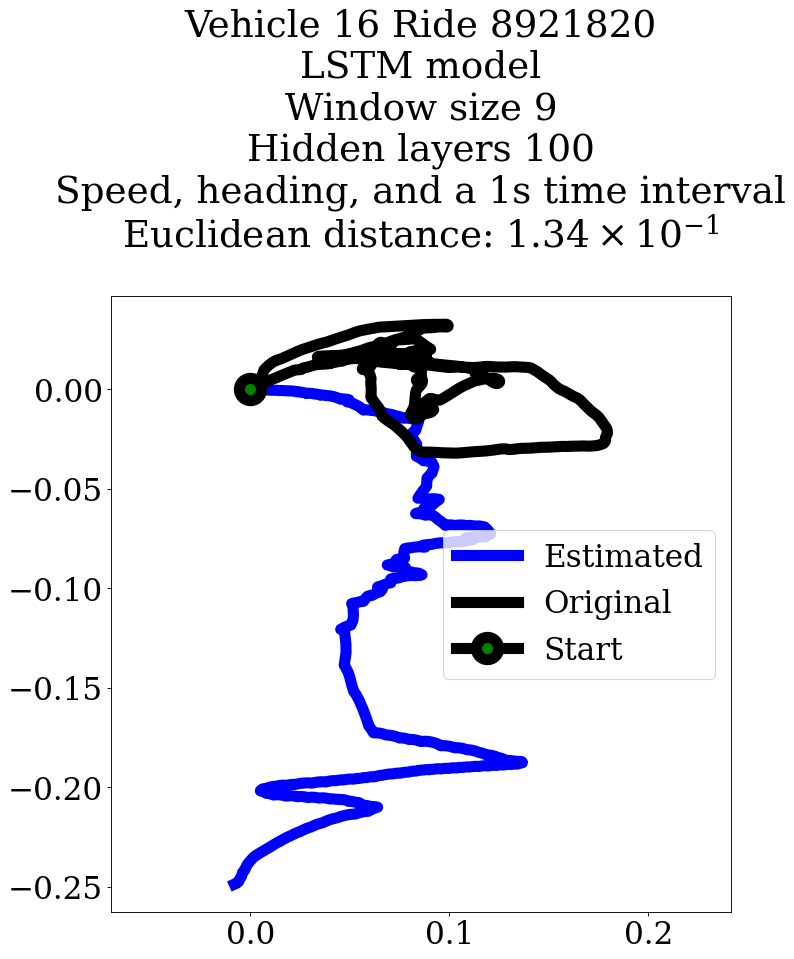 Vehicle 16 Ride 8921820
LSTM model
Window size 9
Hidden layers 100
Speed, heading, and a 1s time interval
Euclidean distance: 1.34 × 10⁻¹
0.00
−0.05
−0.10
−0.15
−0.20
−0.25
Estimated
Original
Start
0.0 0.1 0.2